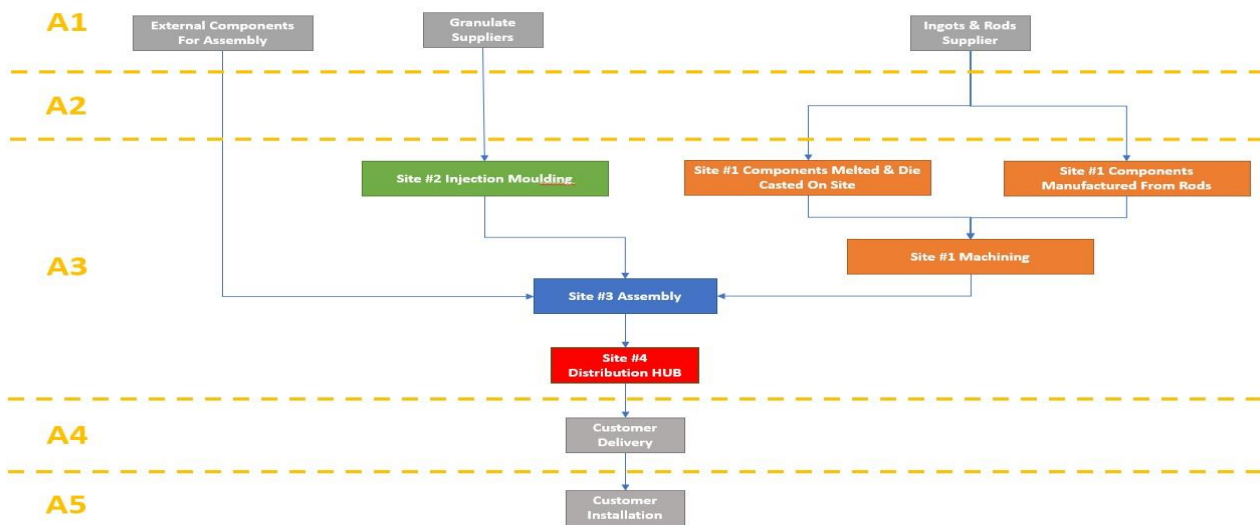 A1
External Components
For Assembly
Granulate
Suppliers
Ingots & Rods
Supplier
A2
A3
Site #2 Injection Moulding
Site #1 Components Melted & Die
Casted On Site
Site #1 Components
Manufactured From Rods
Site #1 Machining
Site #3 Assembly
Site #4
Distribution HUB
A4
Customer
Delivery
A5
Customer
Installation